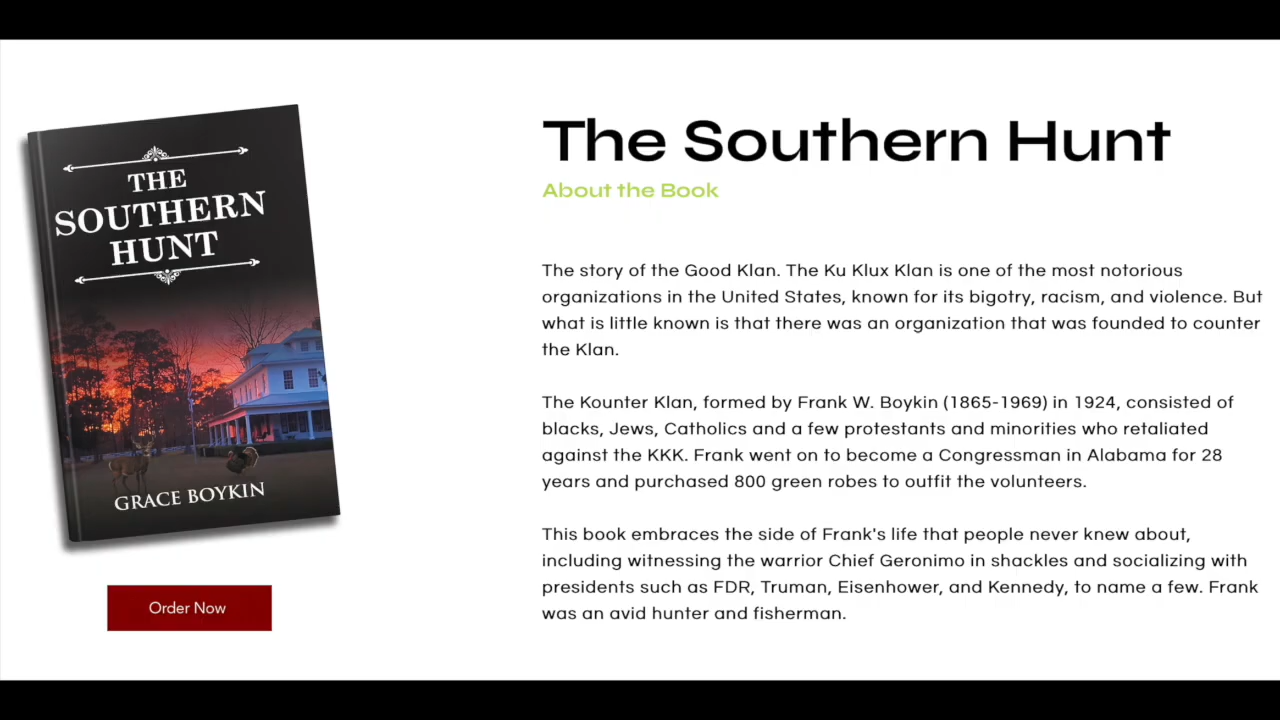 THE
SOUTHERN
HUNT
GRACE BOYKIN
Order Now
The Southern Hunt
About the Book
The story of the Good Klan. The Ku Klux Klan is one of the most notorious
organizations in the United States, known for its bigotry, racism, and violence. But
what is little known is that there was an organization that was founded to counter
the Klan.
The Kounter Klan, formed by Frank W. Boykin (1865-1969) in 1924, consisted of
blacks, Jews, Catholics and a few protestants and minorities who retaliated
against the KKK. Frank went on to become a Congressman in Alabama for 28
years and purchased 800 green robes to outfit the volunteers.
This book embraces the side of Frank's life that people never knew about,
including witnessing the warrior Chief Geronimo in shackles and socializing with
presidents such as FDR, Truman, Eisenhower, and Kennedy, to name a few. Frank
was an avid hunter and fisherman.